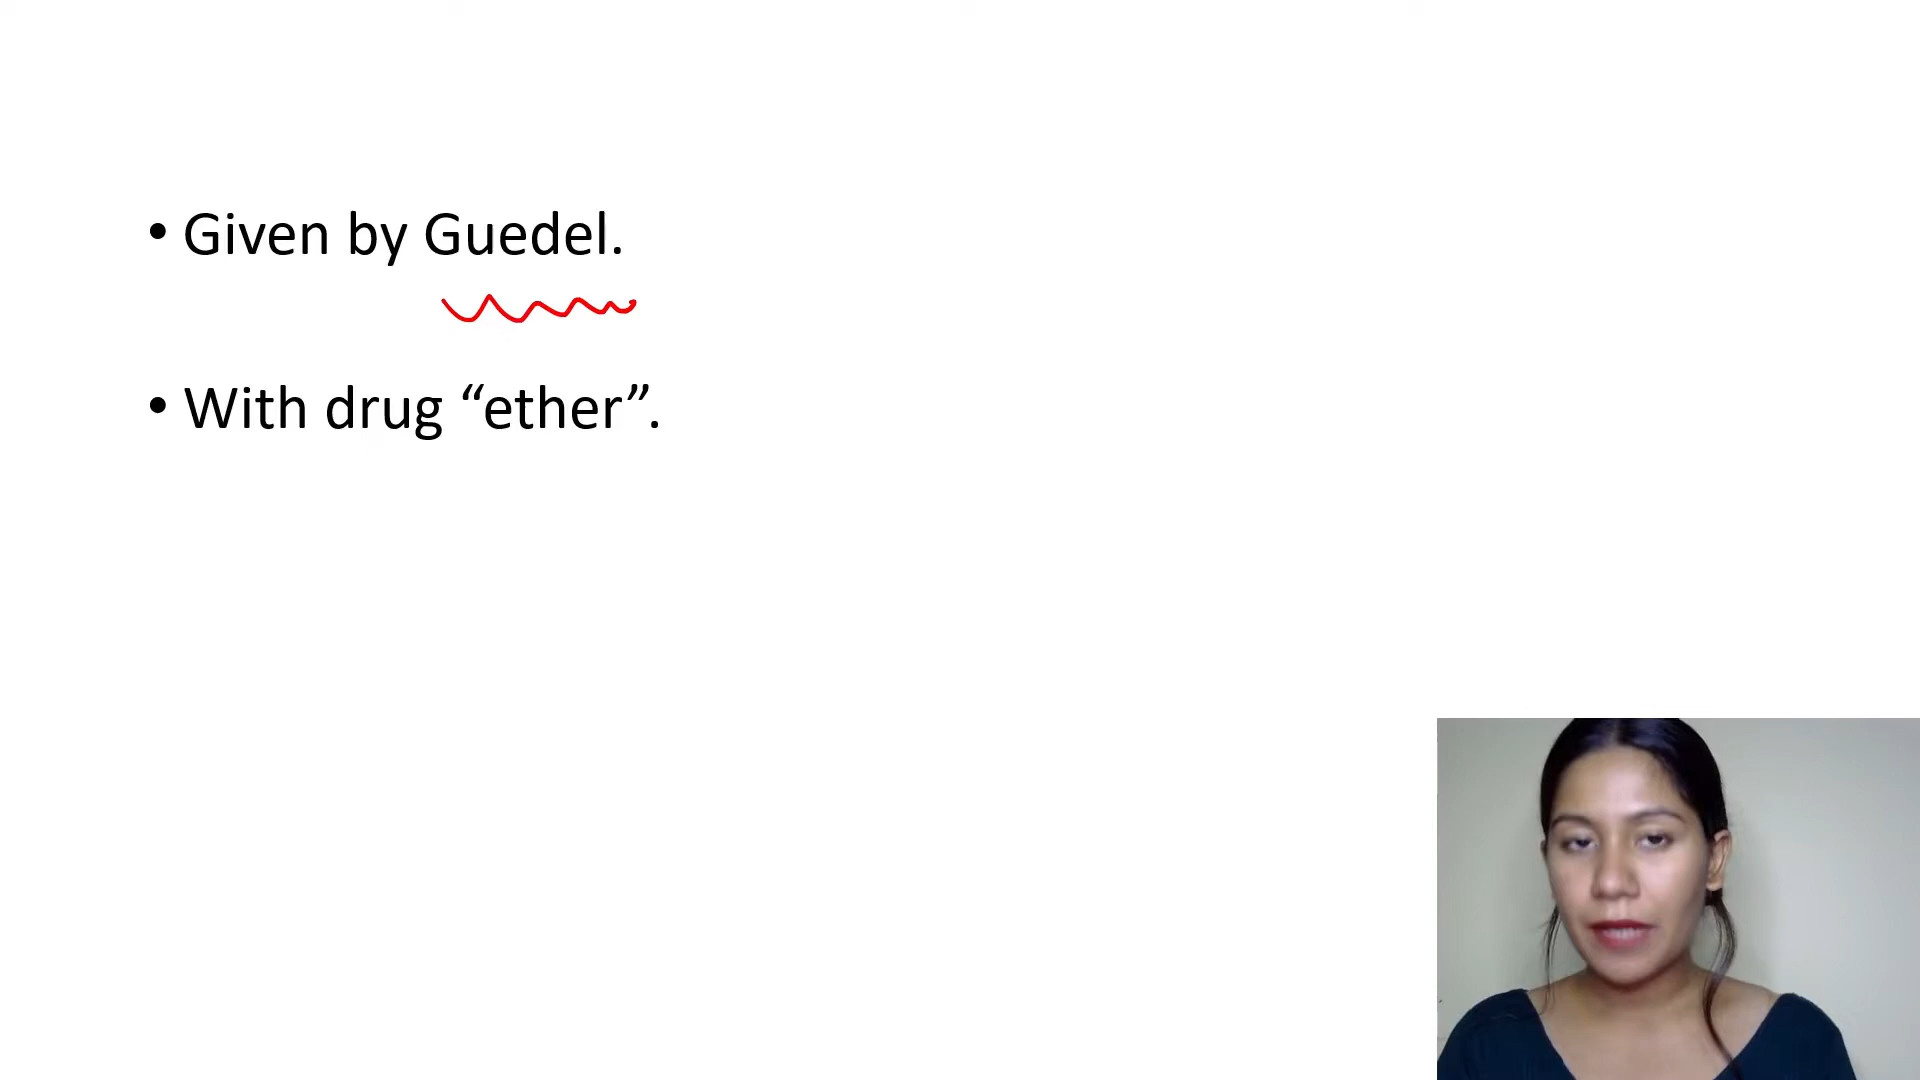 • Given by Guedel.
• With drug “ether”.